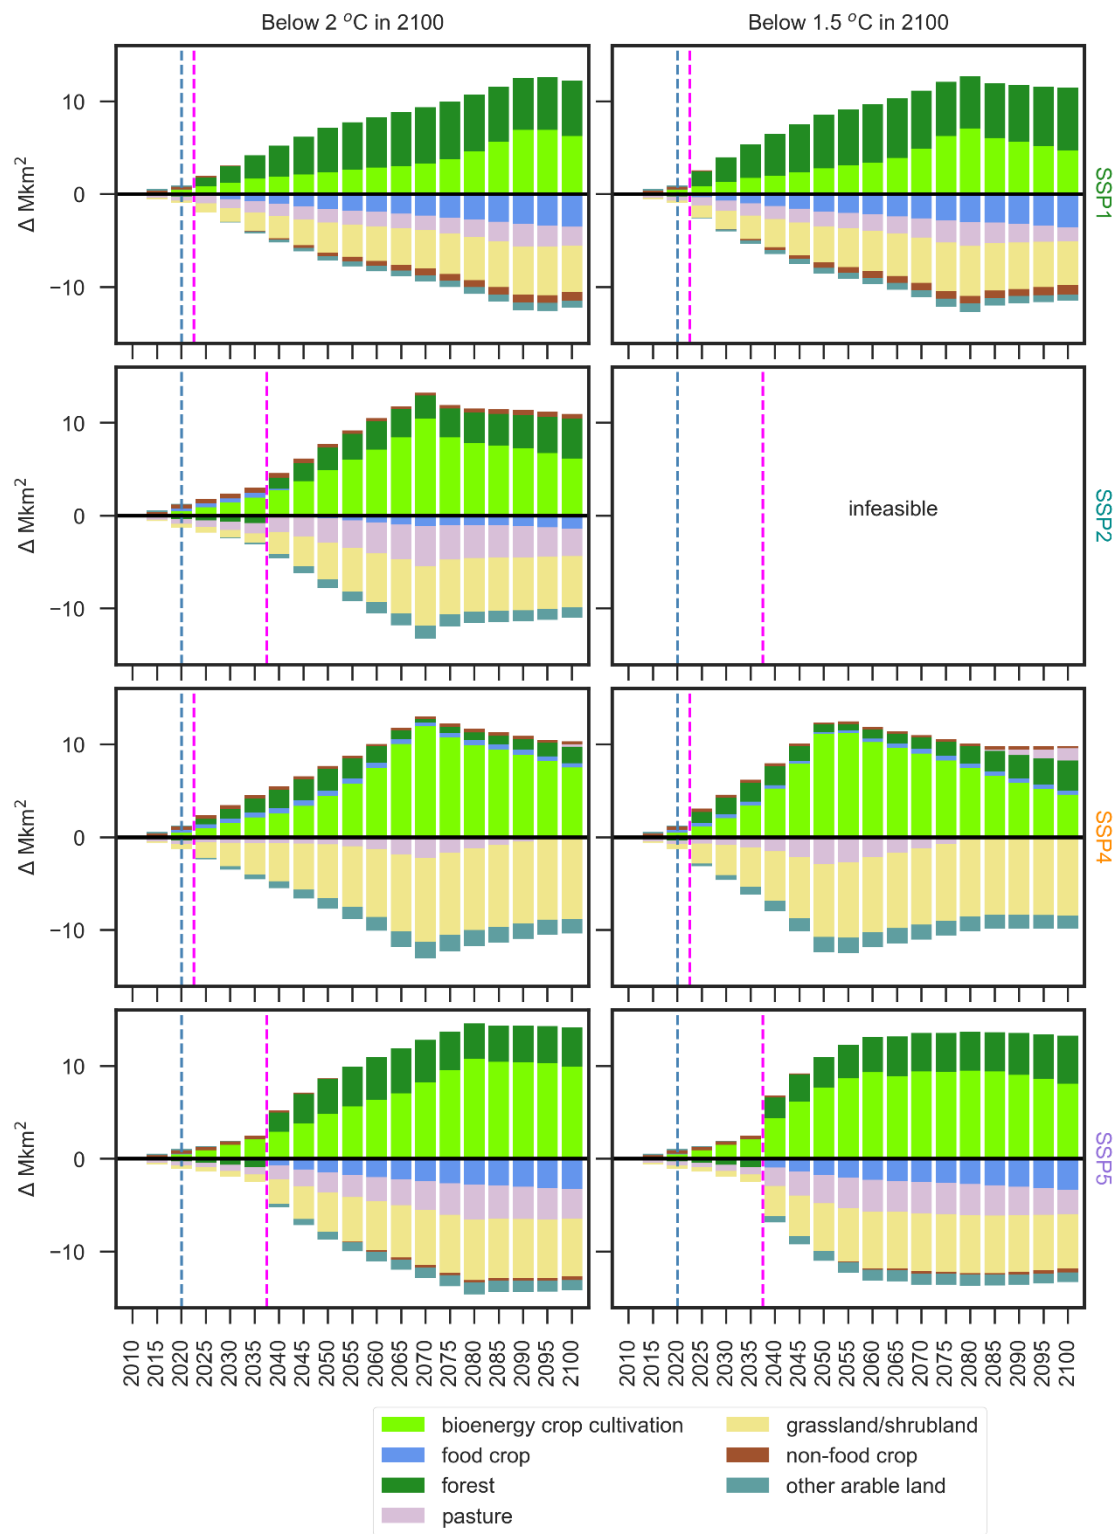 Below 2 °C in 2100
Below 1.5 °C in 2100
10
0
−10
Δ Mkm²
SSP1
10
0
−10
Δ Mkm²
infeasible
SSP2
10
0
−10
Δ Mkm²
SSP4
10
0
−10
Δ Mkm²
SSP5
2010 2015 2020 2025 2030 2035 2040 2045 2050 2055 2060 2065 2070 2075 2080 2085 2090 2095 2100
2010 2015 2020 2025 2030 2035 2040 2045 2050 2055 2060 2065 2070 2075 2080 2085 2090 2095 2100
bioenergy crop cultivation
food crop
forest
pasture
grassland/shrubland
non-food crop
other arable land